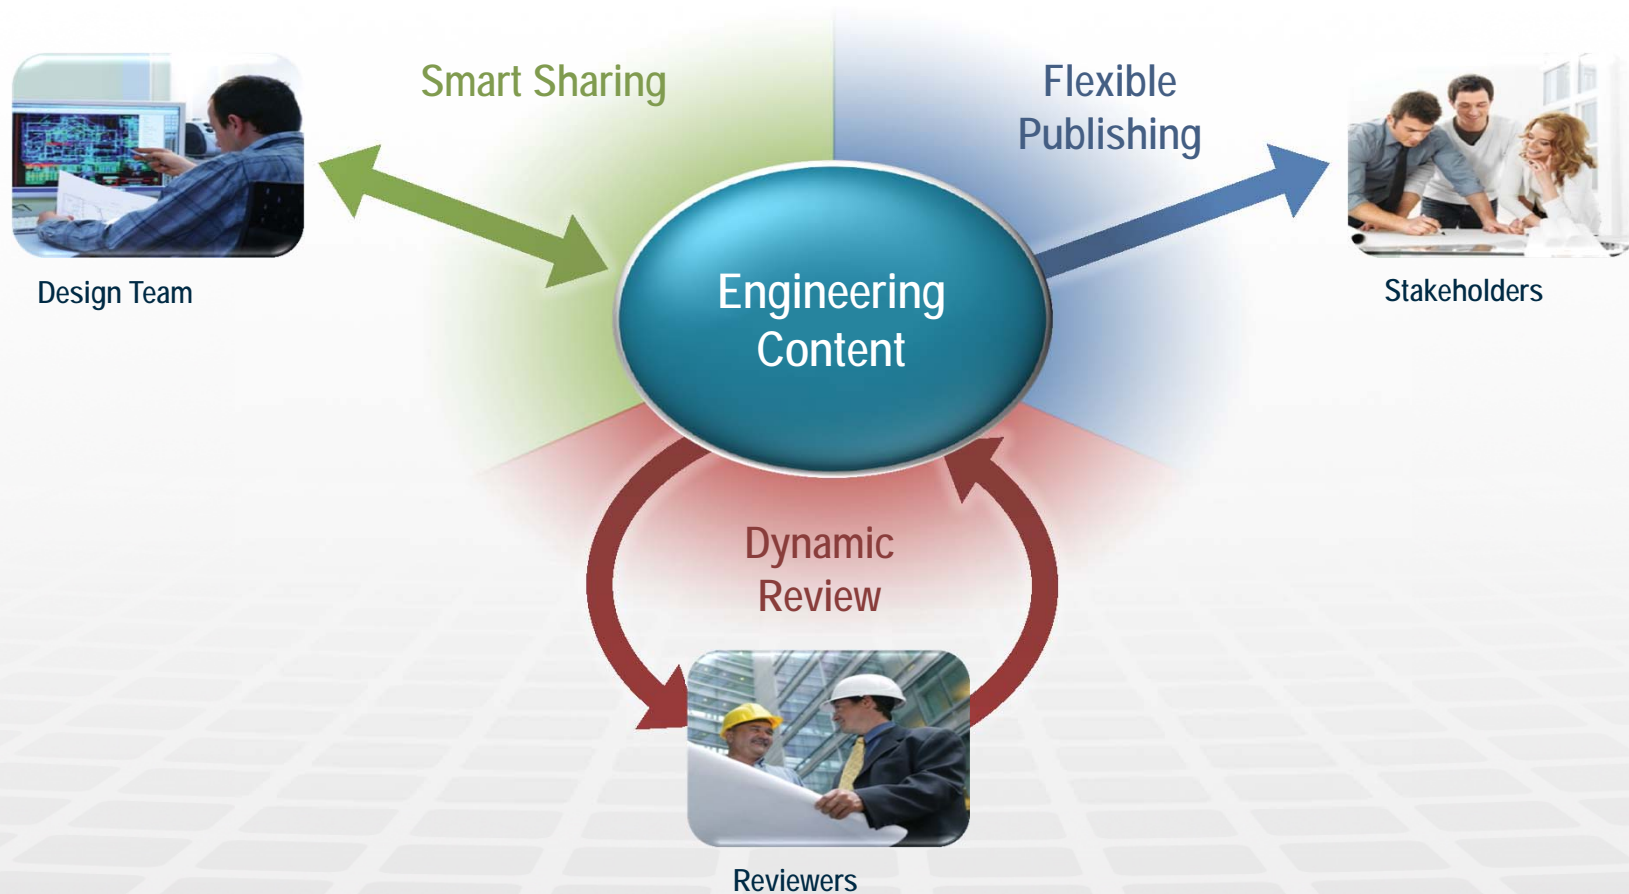 Smart Sharing
Flexible
Publishing
Design Team
Stakeholders
Engineering
Content
Dynamic
Review
Reviewers